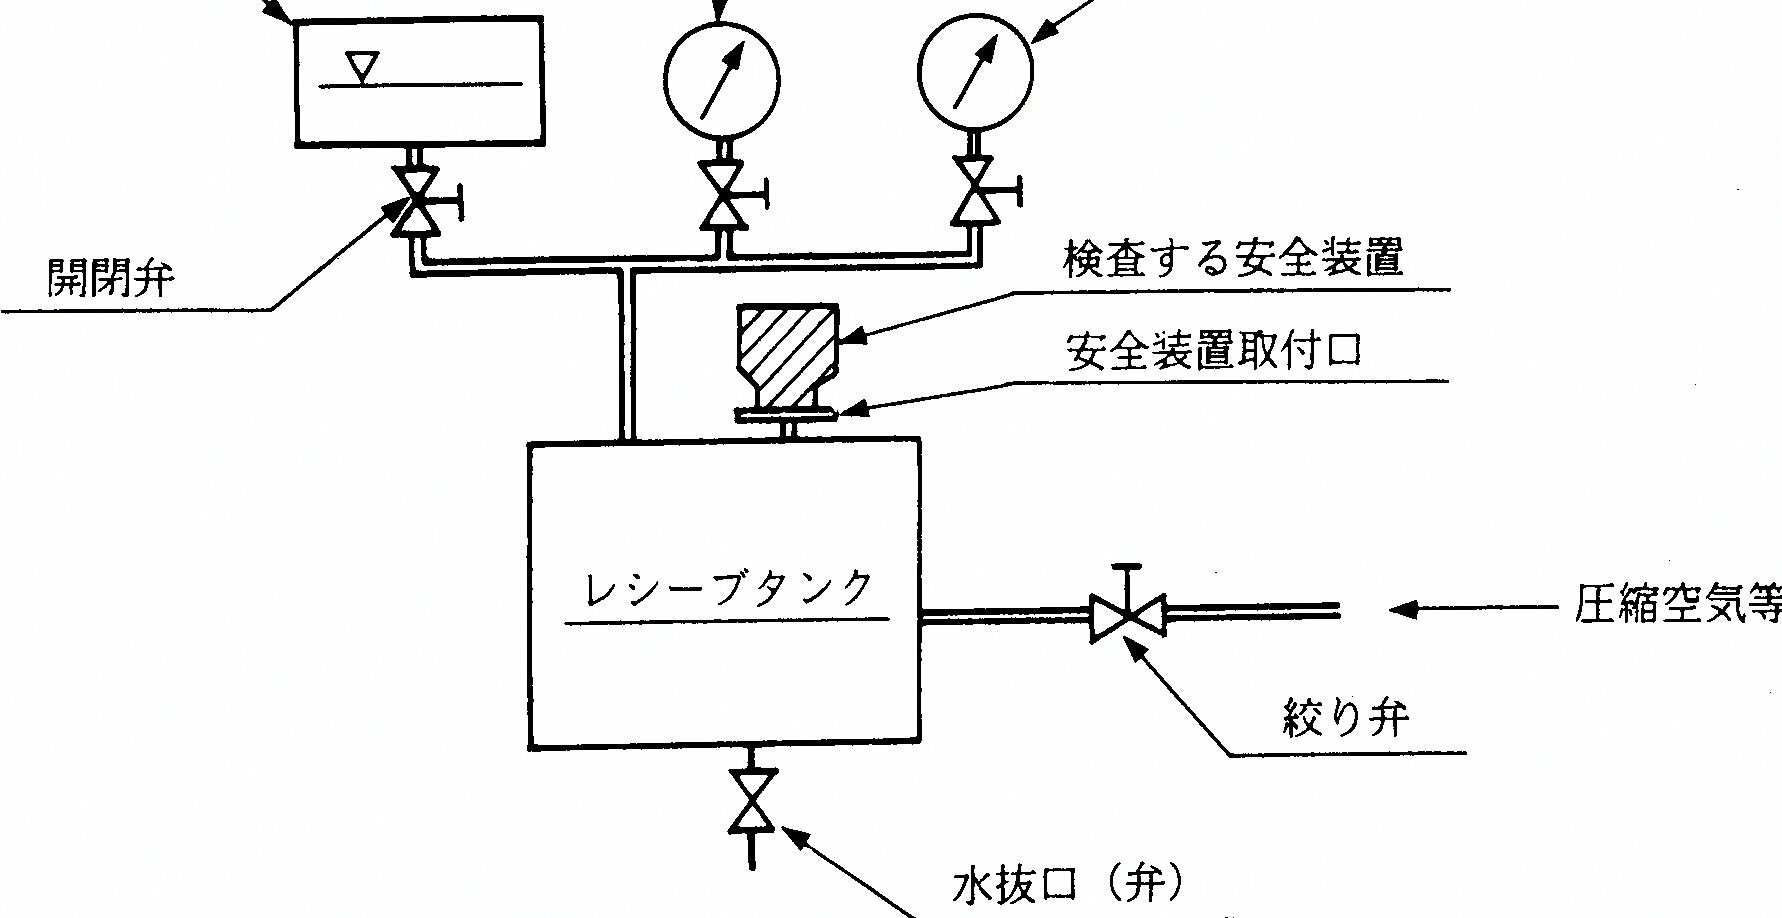 検査する安全装置
開閉弁
安全装置取付口
レシーブタンク
圧縮空気等
絞り弁
水抜口（弁）